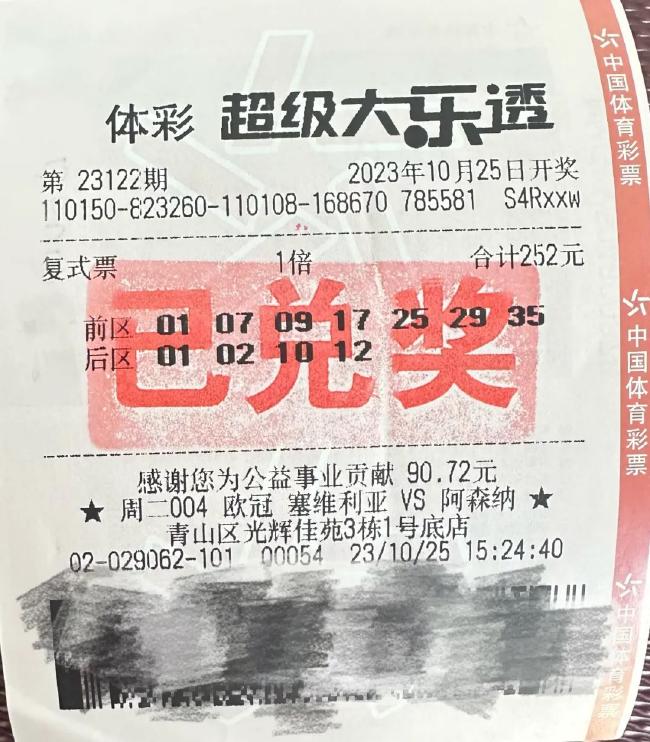 体彩 超级大乐透
第 23122期 2023年10月25日开奖
110150-823260-110108-168670 785581 S4Rxxw
复式票 1倍 合计252元
前区 01 07 09 17 25 29 35
后区 01 02 10 12
已兑奖
感谢您为公益事业贡献 90.72元
★ 周二004 欧冠 塞维利亚 VS 阿森纳 ★
青山区光辉佳苑3栋1号底店
02-029062-101 00054 23/10/25 15:24:40
中国体育彩票
中国体育彩票
中国体育彩票